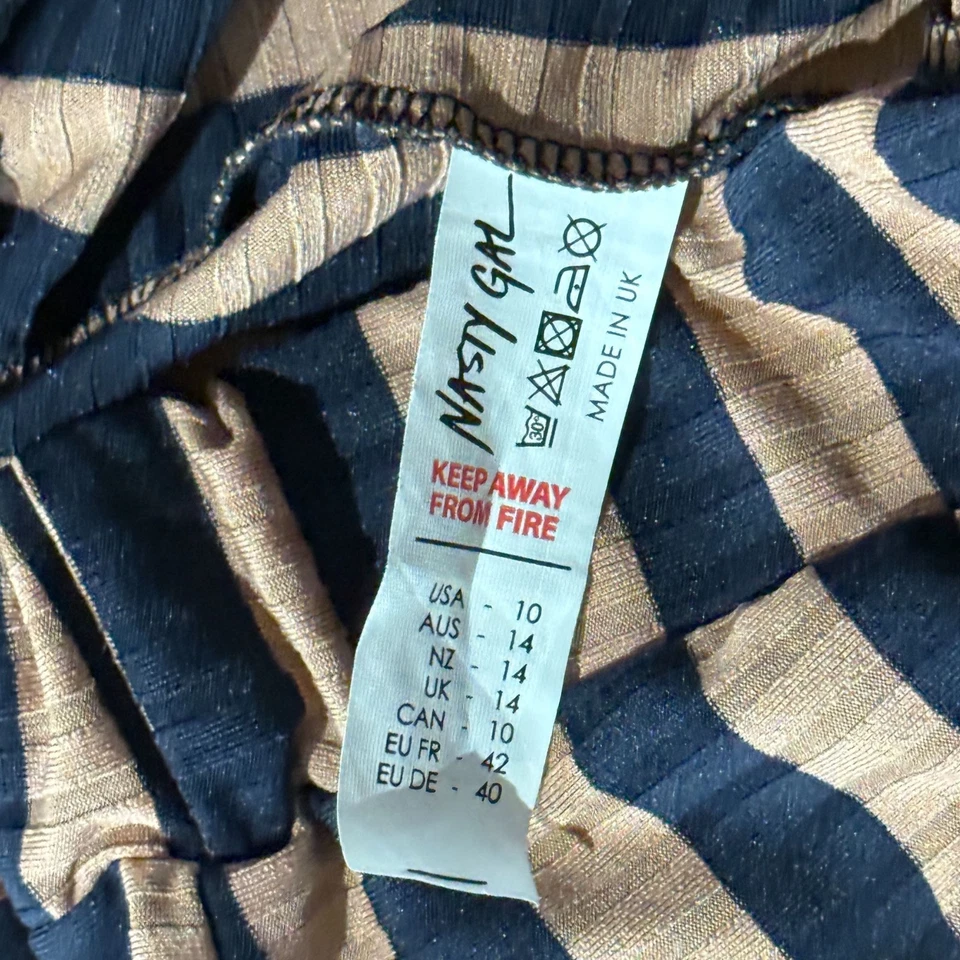 NASTY GAL
30°
MADE IN UK
KEEP AWAY
FROM FIRE
USA - 10
AUS - 14
NZ - 14
UK - 14
CAN - 10
EU FR - 42
EU DE - 40